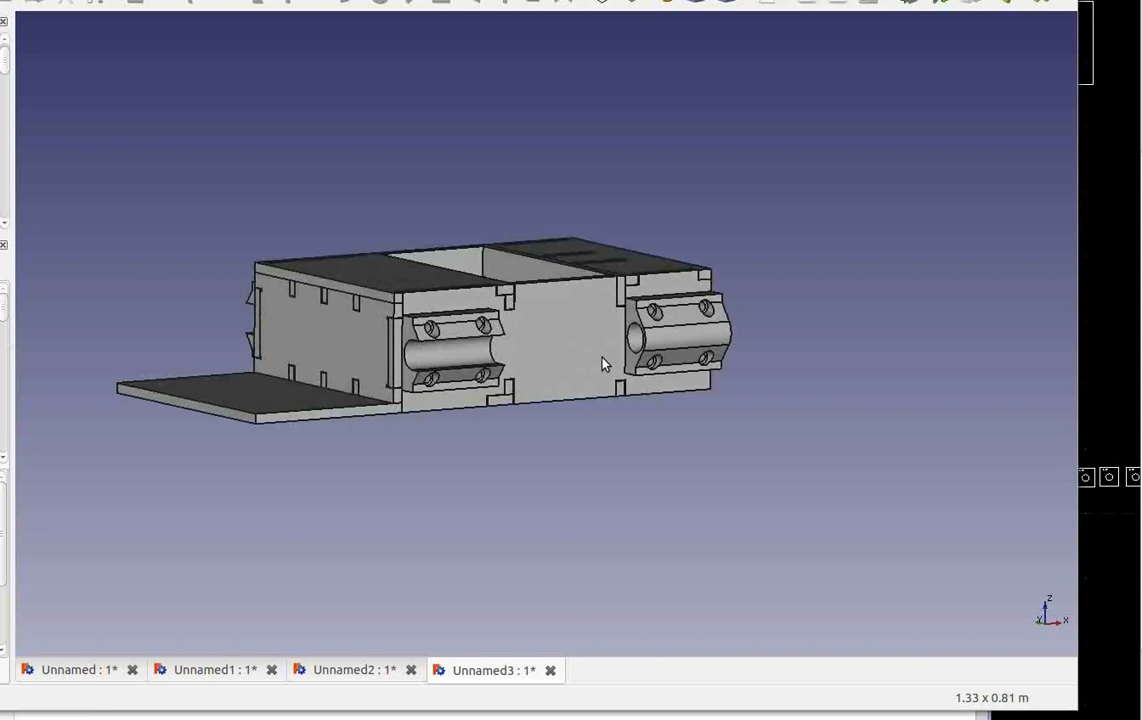 z
x
Unnamed : 1*
Unnamed1 : 1*
Unnamed2 : 1*
Unnamed3 : 1*
1.33 x 0.81 m